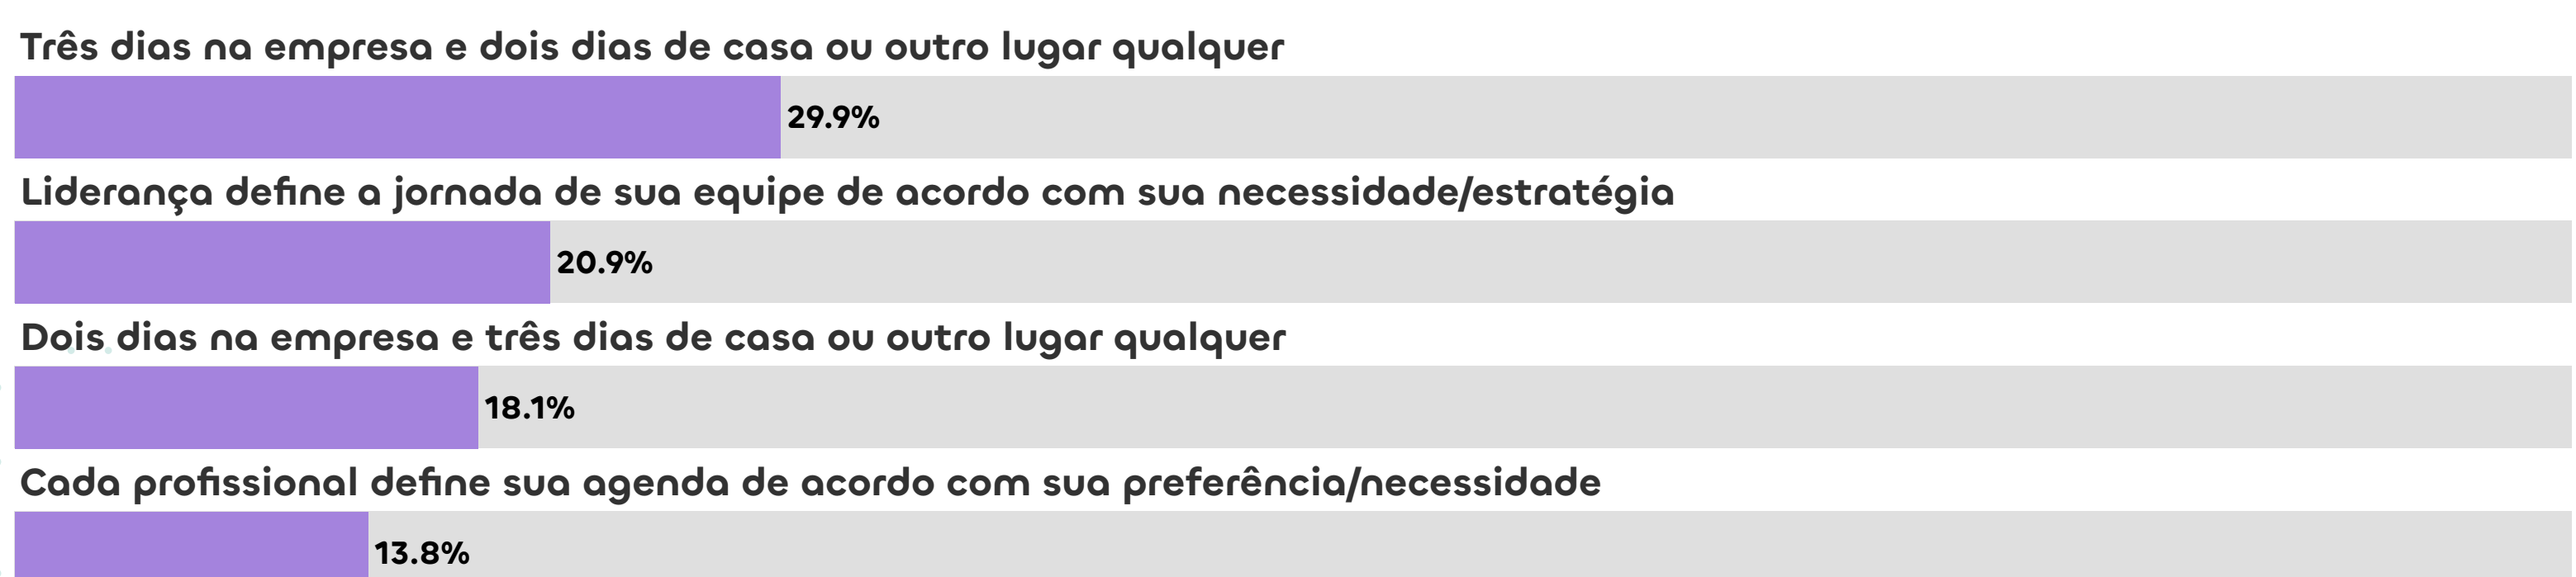 Três dias na empresa e dois dias de casa ou outro lugar qualquer
29.9%
Liderança define a jornada de sua equipe de acordo com sua necessidade/estratégia
20.9%
Dois dias na empresa e três dias de casa ou outro lugar qualquer
18.1%
Cada profissional define sua agenda de acordo com sua preferência/necessidade
13.8%